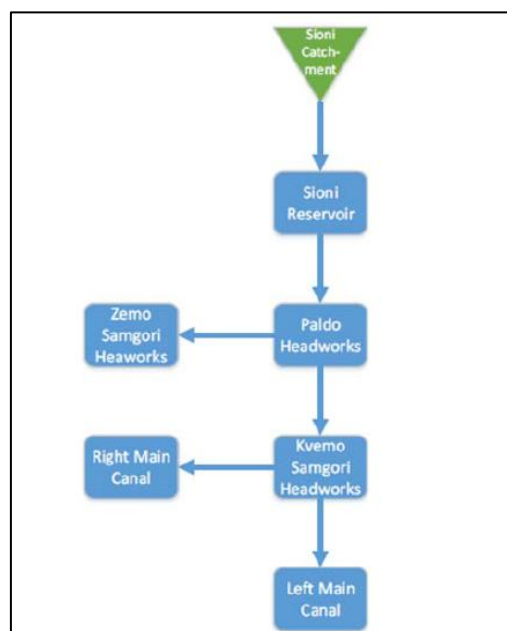 Sioni
Catch-
ment
Sioni
Reservoir
Zemo
Samgori
Heaworks
Paldo
Headworks
Right Main
Canal
Kvemo
Samgori
Headworks
Left Main
Canal